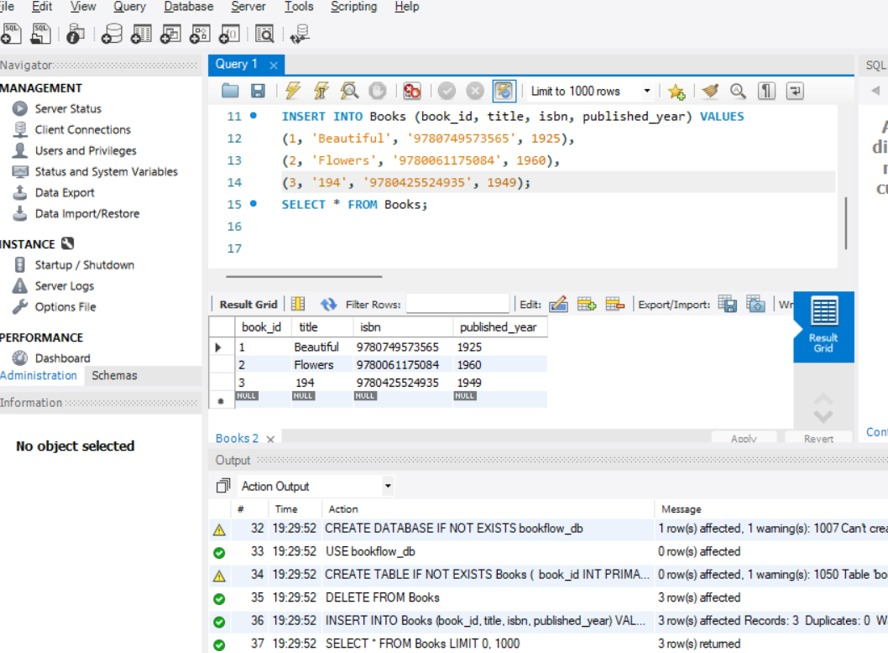 ile Edit View Query Database Server Tools Scripting Help
Navigator
MANAGEMENT
Server Status
Client Connections
Users and Privileges
Status and System Variables
Data Export
Data Import/Restore
INSTANCE
Startup / Shutdown
Server Logs
Options File
PERFORMANCE
Dashboard
Administration Schemas
Information
No object selected
Query 1
Limit to 1000 rows
11 INSERT INTO Books (book_id, title, isbn, published_year) VALUES
12 (1, 'Beautiful', '9780749573565', 1925),
13 (2, 'Flowers', '9780061175084', 1960),
14 (3, '194', '9780425524935', 1949);
15 SELECT * FROM Books;
16
17
Result Grid Filter Rows: Edit: Export/Import: Wr
book_id title isbn published_year
1 Beautiful 9780749573565 1925
2 Flowers 9780061175084 1960
3 194 9780425524935 1949
NULL NULL NULL NULL
Result Grid
Books 2 Apply Revert
Output
Action Output
# Time Action Message
32 19:29:52 CREATE DATABASE IF NOT EXISTS bookflow_db 1 row(s) affected, 1 warning(s): 1007 Can't crea
33 19:29:52 USE bookflow_db 0 row(s) affected
34 19:29:52 CREATE TABLE IF NOT EXISTS Books ( book_id INT PRIMA... 0 row(s) affected, 1 warning(s): 1050 Table 'bo
35 19:29:52 DELETE FROM Books 3 row(s) affected
36 19:29:52 INSERT INTO Books (book_id, title, isbn, published_year) VAL... 3 row(s) affected Records: 3 Duplicates: 0 W
37 19:29:52 SELECT * FROM Books LIMIT 0, 1000 3 row(s) returned
SQL
Cont